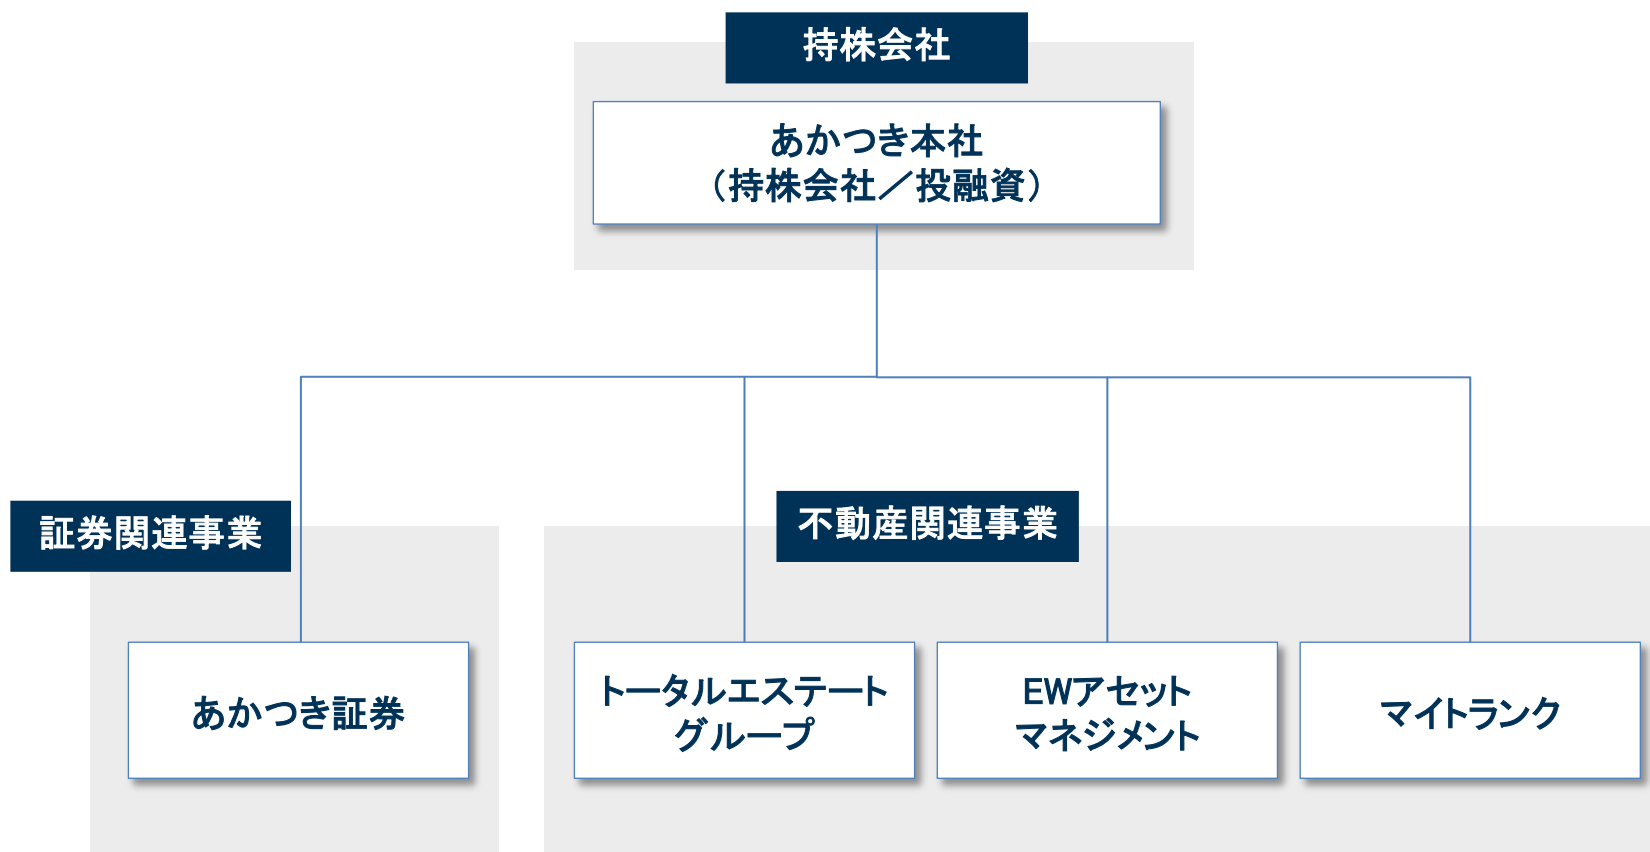 持株会社
あかつき本社
（持株会社／投融資）
証券関連事業
不動産関連事業
あかつき証券
トータルエステート
グループ
EWアセット
マネジメント
マイトランク